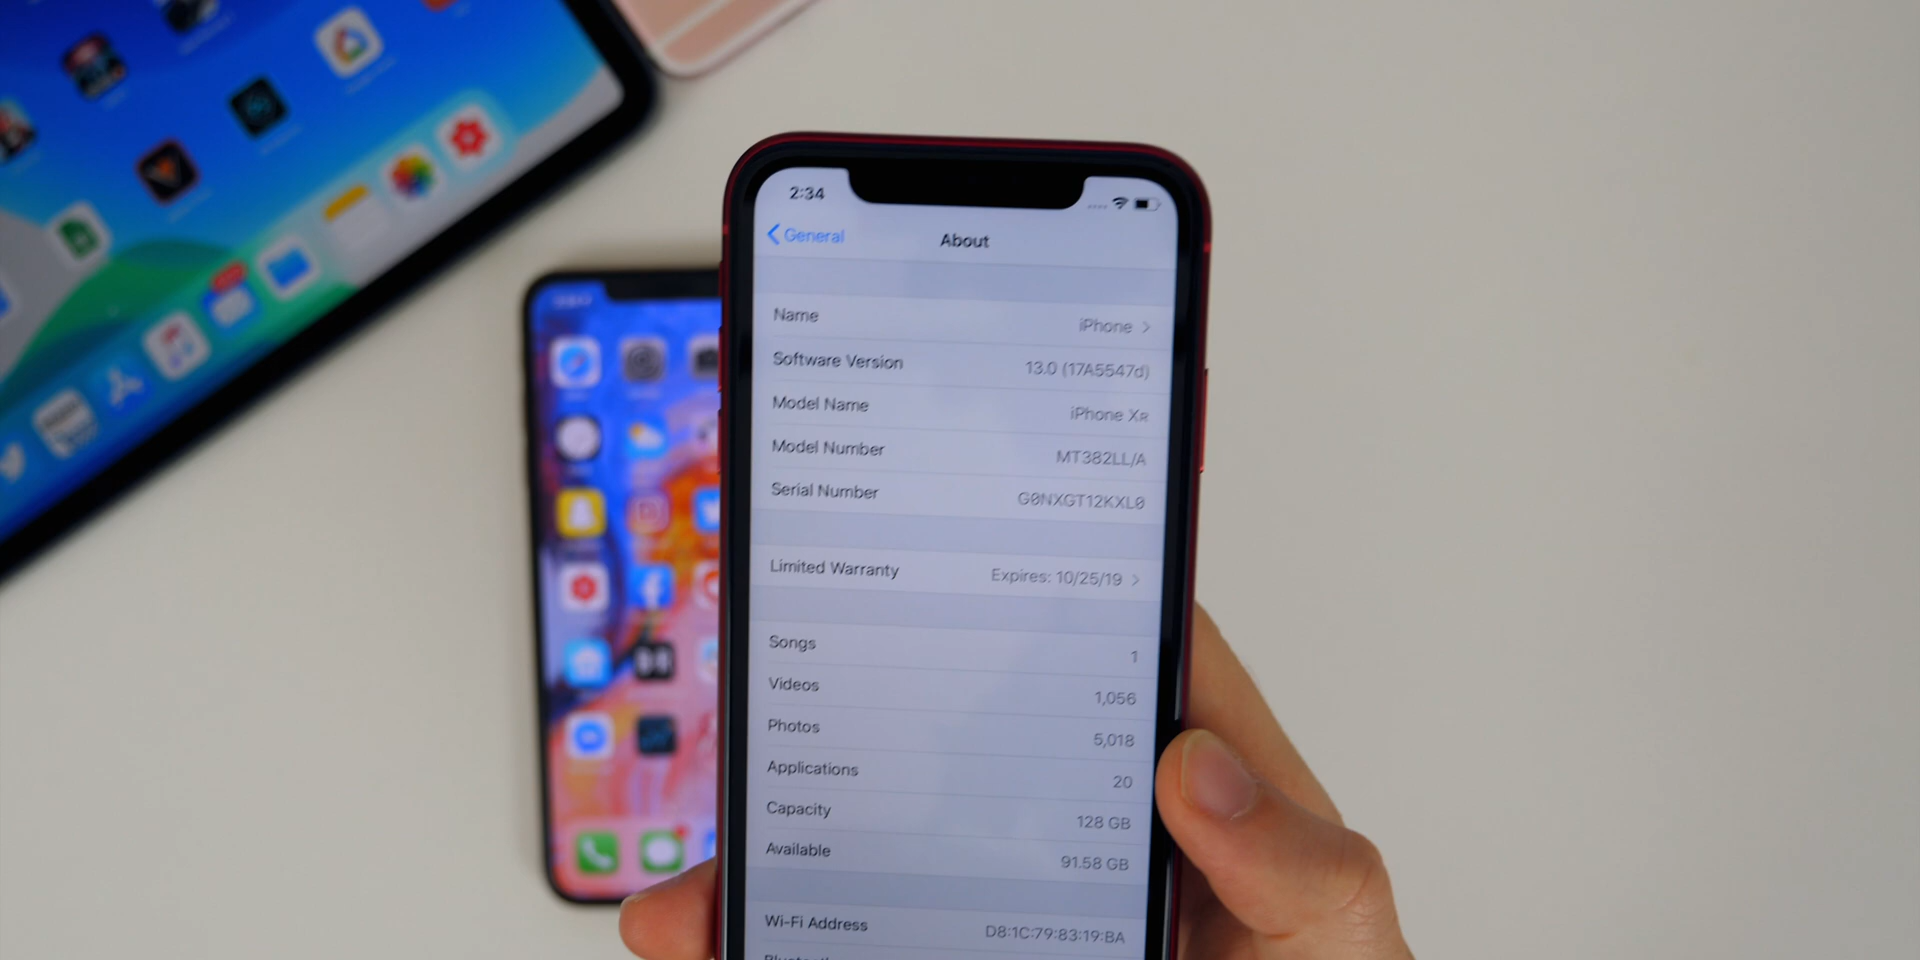 2:34
General
About
Name
iPhone
Software Version
13.0 (17A5547d)
Model Name
iPhone XR
Model Number
MT382LL/A
Serial Number
G0NXGT12KXL0
Limited Warranty
Expires: 10/25/19
Songs
1
Videos
1,056
Photos
5,018
Applications
20
Capacity
128 GB
Available
91.58 GB
Wi-Fi Address
D8:1C:79:83:19:BA